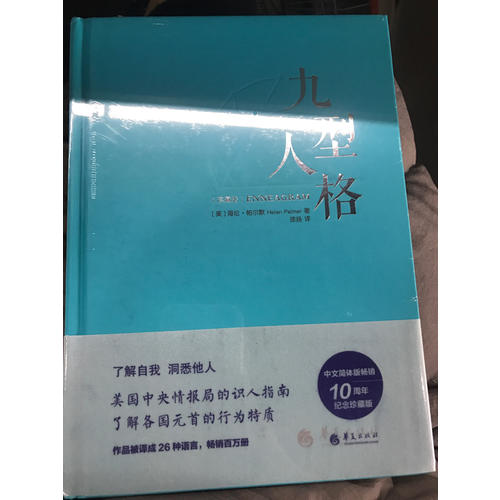 九型人格
ENNEAGRAM
[美]海伦·帕尔默 Helen Palmer 著
徐扬 译
了解自我 洞悉他人
美国中央情报局的识人指南
了解各国元首的行为特质
作品被译成26种语言，畅销百万册
中文简体版畅销
10周年
纪念珍藏版
华夏出版社